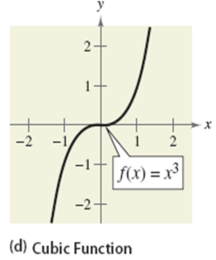 y
2
1
-2 -1 1 2 x
-1
f(x) = x³
-2
(d) Cubic Function